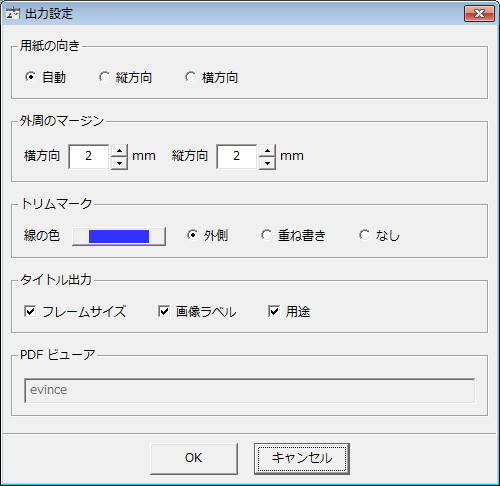 出力設定
用紙の向き
自動 縦方向 横方向
外周のマージン
横方向 2 mm 縦方向 2 mm
トリムマーク
線の色 外側 重ね書き なし
タイトル出力
フレームサイズ 画像ラベル 用途
PDF ビューア
evince
OK キャンセル